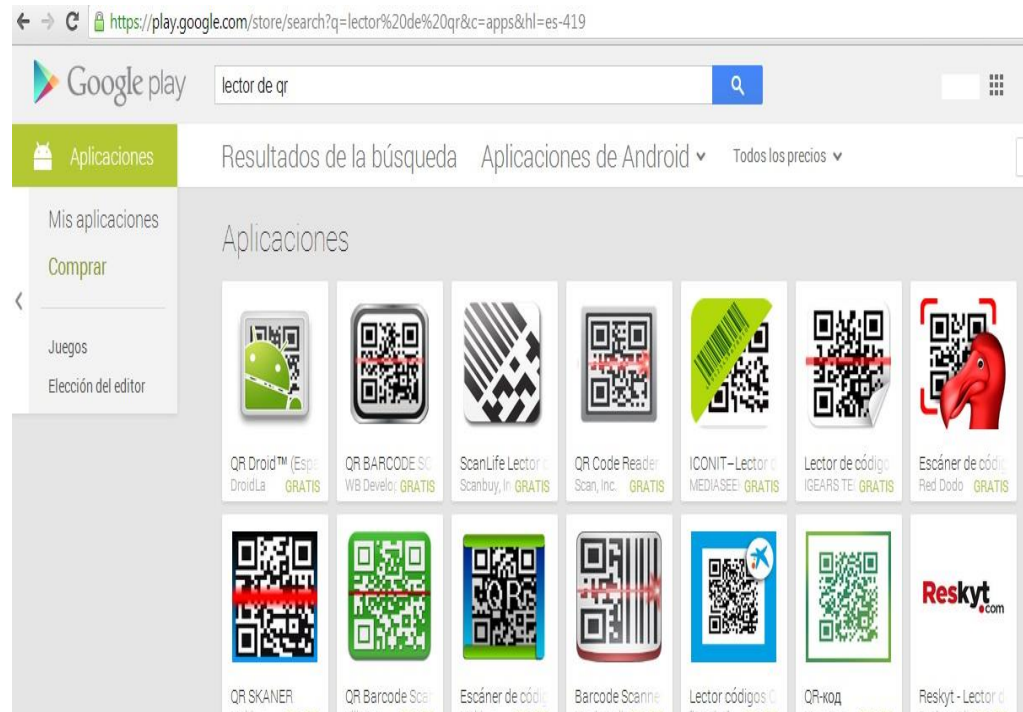 https://play.google.com/store/search?q=lector%20de%20qr&c=apps&hl=es-419
Google play
lector de qr
Aplicaciones
Resultados de la búsqueda Aplicaciones de Android Todos los precios
Mis aplicaciones
Comprar
Juegos
Elección del editor
Aplicaciones
QR Droid™ (Espa
DroidLa GRATIS
QR BARCODE SC
WB Develop GRATIS
ScanLife Lector
Scanbuy, In GRATIS
QR Code Reader
Scan, Inc. GRATIS
ICONIT–Lector
MEDIASEE GRATIS
Lector de código
IGEARS TE GRATIS
Escáner de códig
Red Dodo GRATIS
QR
Reskyt.com
QR SKANER
QR Barcode Sca
Escáner de códig
Barcode Scanne
Lector códigos
QR-код
Reskyt - Lector